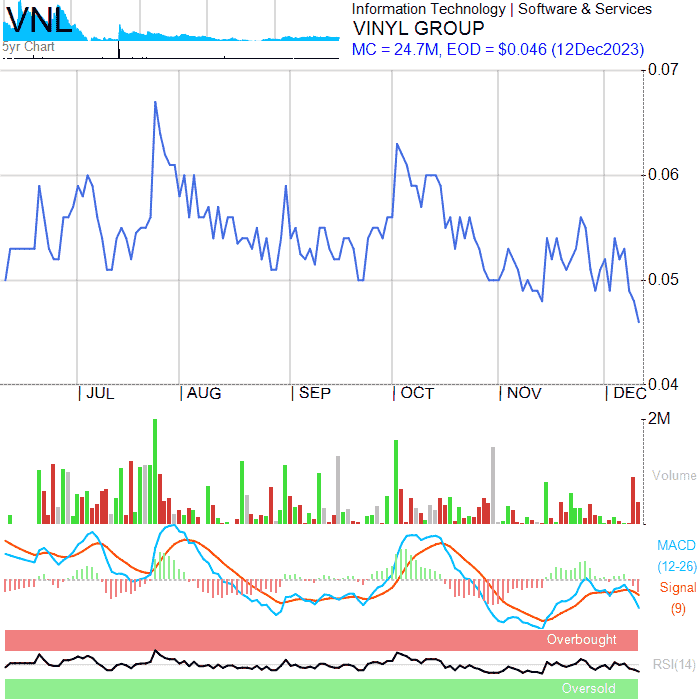 VNL
5yr Chart
Information Technology | Software & Services
VINYL GROUP
MC = 24.7M, EOD = $0.046 (12Dec2023)
0.07
0.06
0.05
0.04
| JUL | AUG | SEP | OCT | NOV | DEC
2M
Volume
MACD
(12-26)
Signal
(9)
Overbought
RSI(14)
Oversold